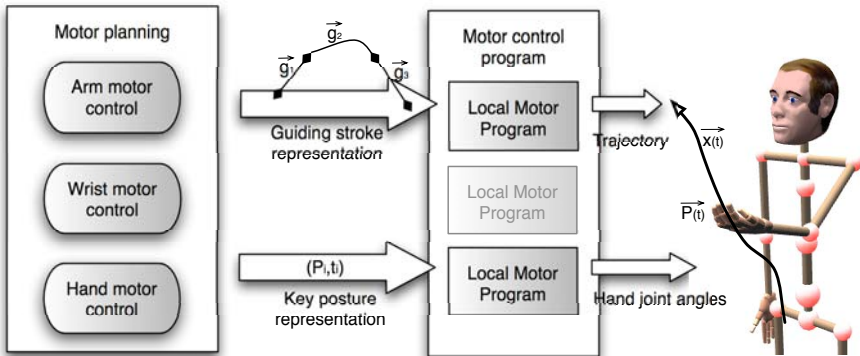 Motor planning
Arm motor
control
Wrist motor
control
Hand motor
control
g1
g2
g3
Guiding stroke
representation
(Pi,ti)
Key posture
representation
Motor control
program
Local Motor
Program
Local Motor
Program
Local Motor
Program
Trajectory
Hand joint angles
x(t)
P(t)